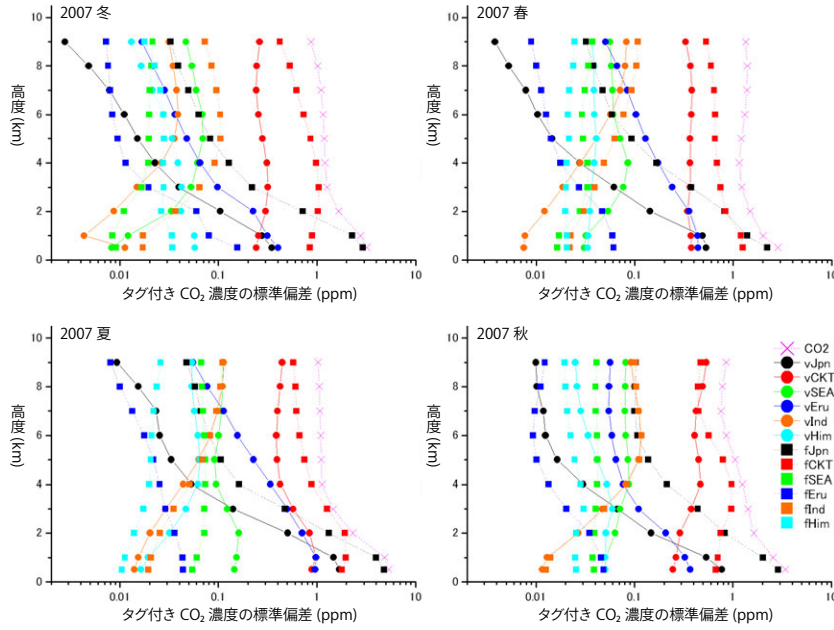 2007 冬
10
8
6
4
2
0
高度 (km)
0.01
0.1
1
10
タグ付き CO₂ 濃度の標準偏差 (ppm)
2007 春
10
8
6
4
2
0
高度 (km)
0.01
0.1
1
10
タグ付き CO₂ 濃度の標準偏差 (ppm)
2007 夏
10
8
6
4
2
0
高度 (km)
0.01
0.1
1
10
タグ付き CO₂ 濃度の標準偏差 (ppm)
2007 秋
10
8
6
4
2
0
高度 (km)
0.01
0.1
1
10
タグ付き CO₂ 濃度の標準偏差 (ppm)
CO2
vJpn
vCKT
vSEA
vEru
vInd
vHim
fJpn
fCKT
fSEA
fEru
fInd
fHim